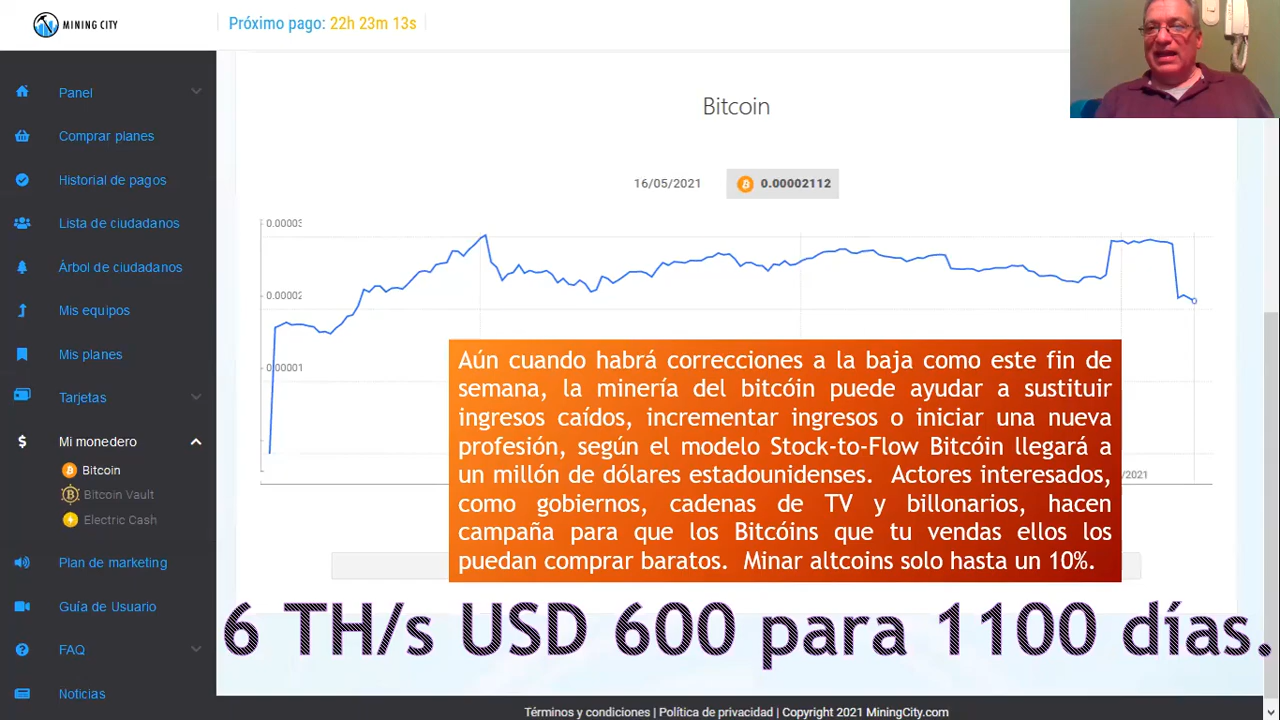 MINING CITY
Próximo pago: 22h 23m 13s
Panel
Comprar planes
Historial de pagos
Lista de ciudadanos
Árbol de ciudadanos
Mis equipos
Mis planes
Tarjetas
Mi monedero
Bitcoin
Bitcoin Vault
Electric Cash
Plan de marketing
Guía de Usuario
FAQ
Noticias
Bitcoin
16/05/2021
0.00002112
0.00003
0.00002
0.00001
/2021
Aún cuando habrá correcciones a la baja como este fin de
semana, la minería del bitcóin puede ayudar a sustituir
ingresos caídos, incrementar ingresos o iniciar una nueva
profesión, según el modelo Stock-to-Flow Bitcóin llegará a
un millón de dólares estadounidenses. Actores interesados,
como gobiernos, cadenas de TV y billonarios, hacen
campaña para que los Bitcóins que tu vendas ellos los
puedan comprar baratos. Minar altcoins solo hasta un 10%.
6 TH/s USD 600 para 1100 días.
Términos y condiciones | Política de privacidad | Copyright 2021 MiningCity.com